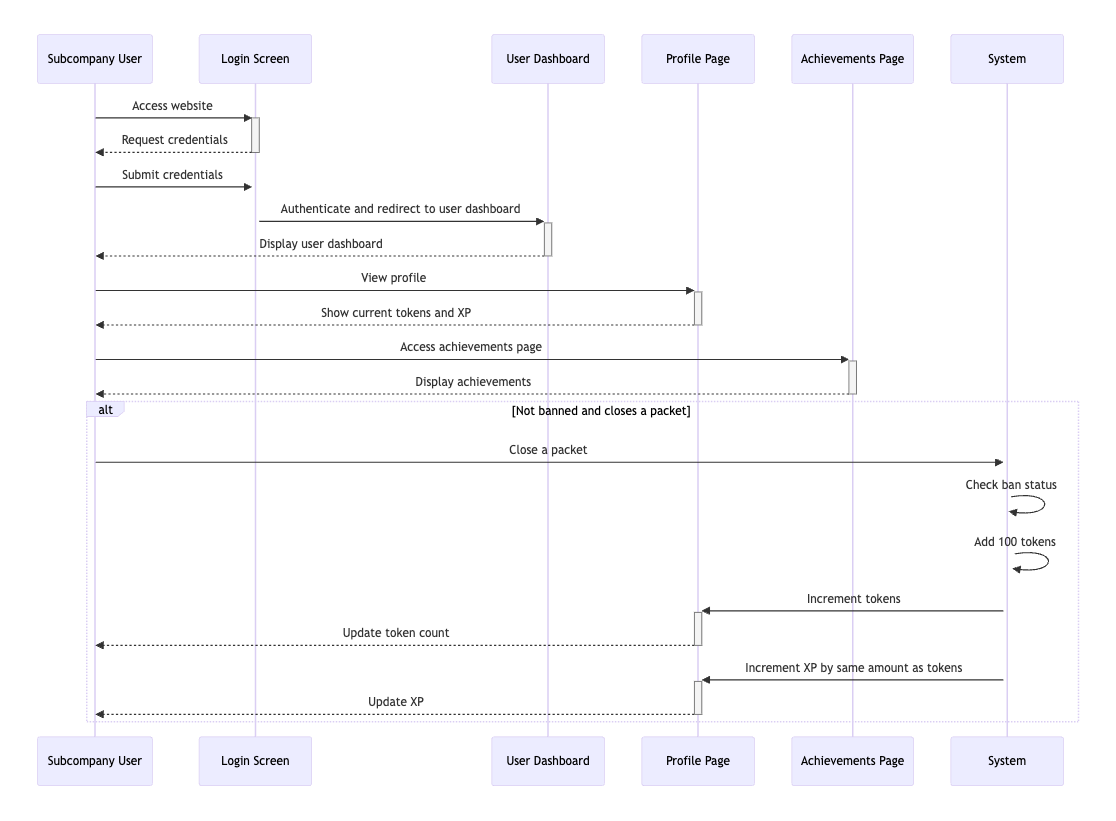 Subcompany User
Login Screen
User Dashboard
Profile Page
Achievements Page
System
Access website
Request credentials
Submit credentials
Authenticate and redirect to user dashboard
Display user dashboard
View profile
Show current tokens and XP
Access achievements page
Display achievements
alt
[Not banned and closes a packet]
Close a packet
Check ban status
Add 100 tokens
Increment tokens
Update token count
Increment XP by same amount as tokens
Update XP
Subcompany User
Login Screen
User Dashboard
Profile Page
Achievements Page
System